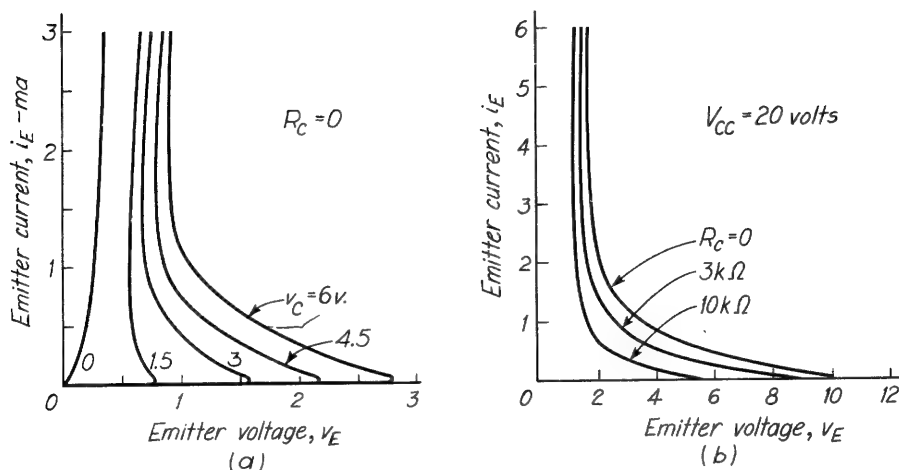 3
2
1
0
Emitter current, i_E -ma
R_C = 0
v_C = 6v.
4.5
0
1.5
3
0
1
2
3
Emitter voltage, v_E
(a)
6
5
4
3
2
1
0
Emitter current, i_E
V_CC = 20 volts
R_C = 0
3kΩ
10kΩ
2
4
6
8
10
12
Emitter voltage, v_E
(b)